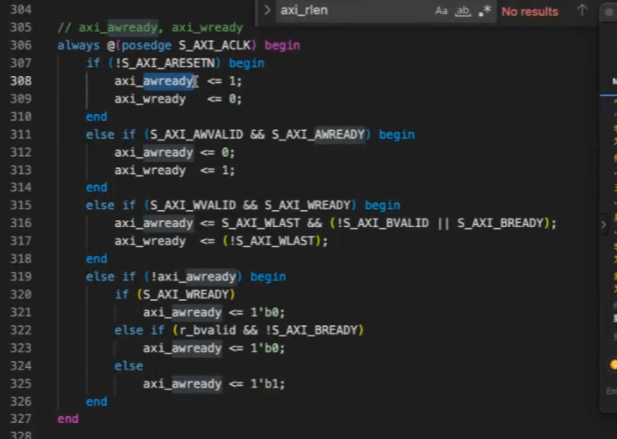 axi_rlen Aa ab .* No results
304
305 // axi_awready, axi_wready
306 always @(posedge S_AXI_ACLK) begin
307 if (!S_AXI_ARESETN) begin
308 axi_awready <= 1;
309 axi_wready <= 0;
310 end
311 else if (S_AXI_AWVALID && S_AXI_AWREADY) begin
312 axi_awready <= 0;
313 axi_wready <= 1;
314 end
315 else if (S_AXI_WVALID && S_AXI_WREADY) begin
316 axi_awready <= S_AXI_WLAST && (!S_AXI_BVALID || S_AXI_BREADY);
317 axi_wready <= (!S_AXI_WLAST);
318 end
319 else if (!axi_awready) begin
320 if (S_AXI_WREADY)
321 axi_awready <= 1'b0;
322 else if (r_bvalid && !S_AXI_BREADY)
323 axi_awready <= 1'b0;
324 else
325 axi_awready <= 1'b1;
326 end
327 end
328